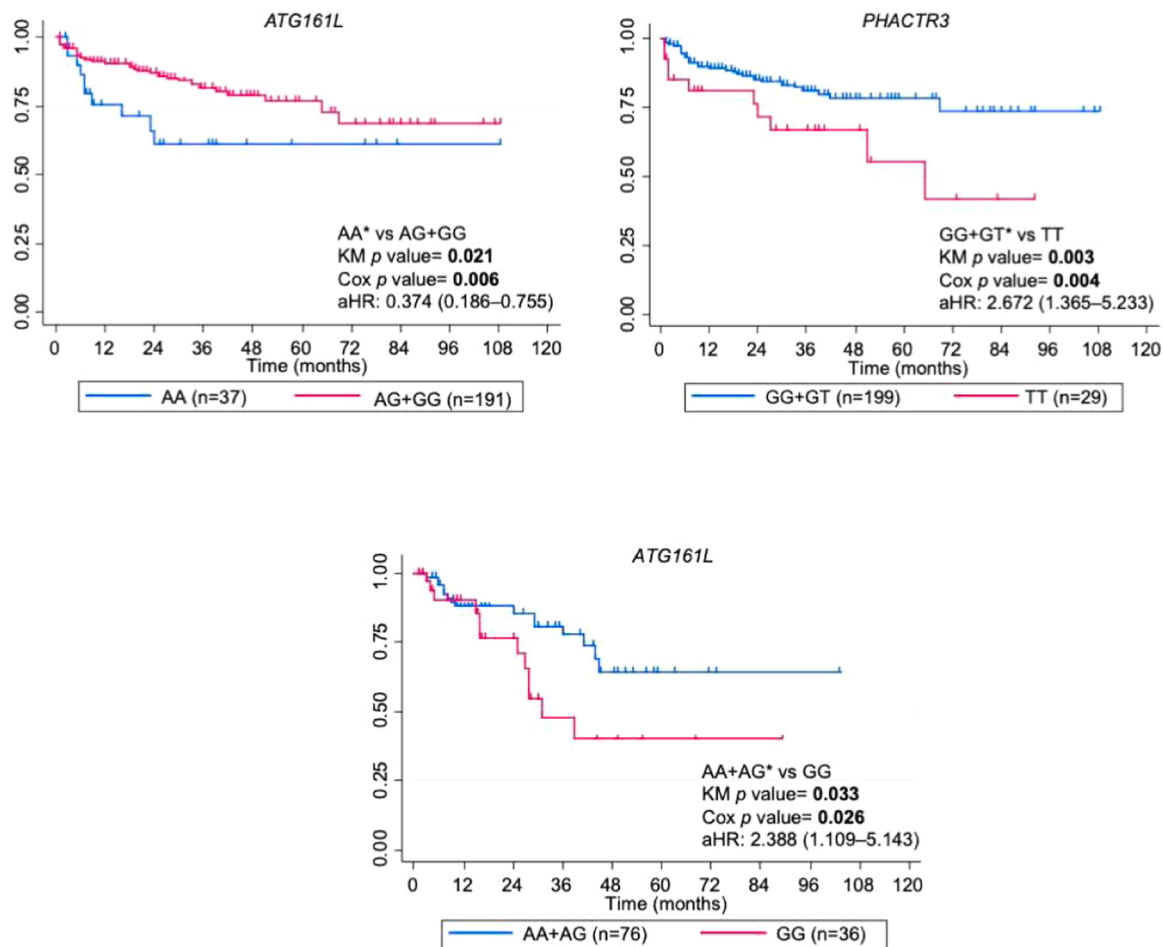 ATG161L
1.00
0.75
0.50
0.25
0.00
AA* vs AG+GG
KM p value= 0.021
Cox p value= 0.006
aHR: 0.374 (0.186–0.755)
0 12 24 36 48 60 72 84 96 108 120
Time (months)
AA (n=37) AG+GG (n=191)
PHACTR3
1.00
0.75
0.50
0.25
0.00
GG+GT* vs TT
KM p value= 0.003
Cox p value= 0.004
aHR: 2.672 (1.365–5.233)
0 12 24 36 48 60 72 84 96 108 120
Time (months)
GG+GT (n=199) TT (n=29)
ATG161L
1.00
0.75
0.50
0.25
0.00
AA+AG* vs GG
KM p value= 0.033
Cox p value= 0.026
aHR: 2.388 (1.109–5.143)
0 12 24 36 48 60 72 84 96 108 120
Time (months)
AA+AG (n=76) GG (n=36)